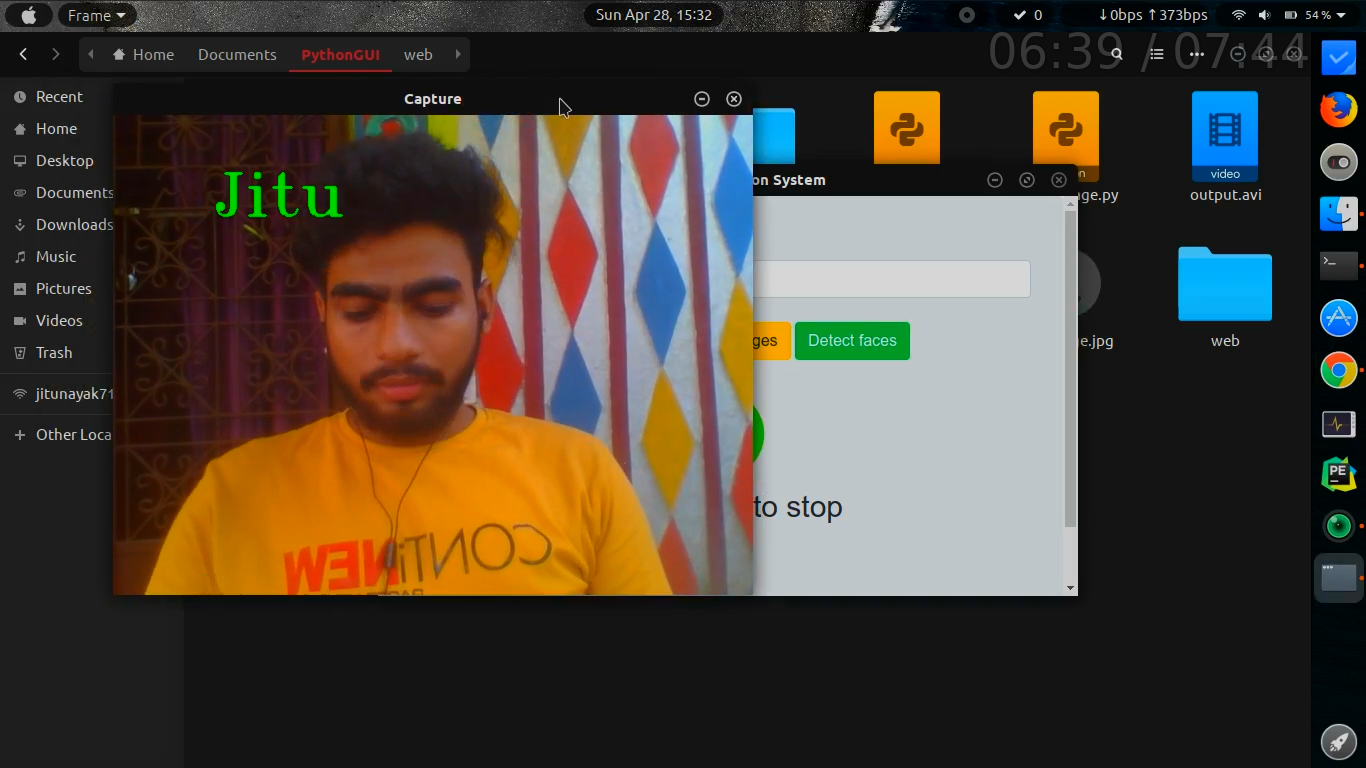 Frame
Sun Apr 28, 15:32
0
↓0bps ↑373bps
54 %
Home
Documents
PythonGUI
web
06:39 / 07:44
Recent
Home
Desktop
Documents
Downloads
Music
Pictures
Videos
Trash
jitunayak71
Other Loca
Capture
Jitu
CONTiNEW
on System
ges
Detect faces
to stop
n
nge.py
video
output.avi
e.jpg
web
PE